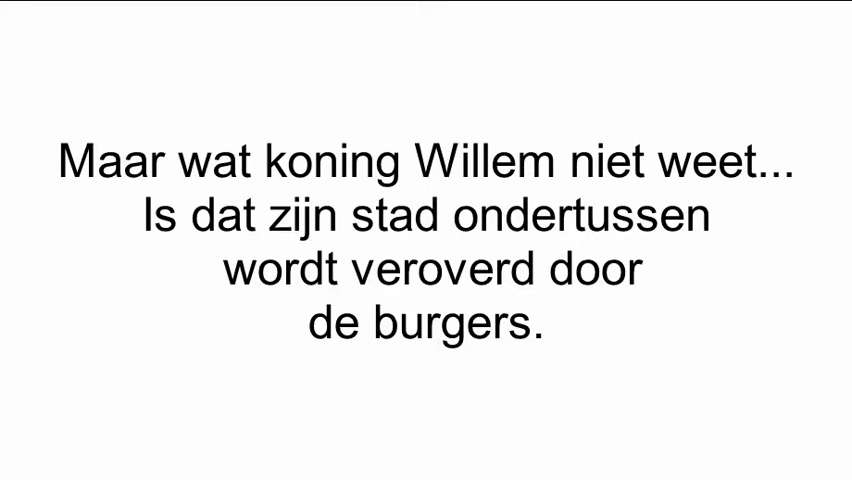 Maar wat koning Willem niet weet...
Is dat zijn stad ondertussen
wordt veroverd door
de burgers.